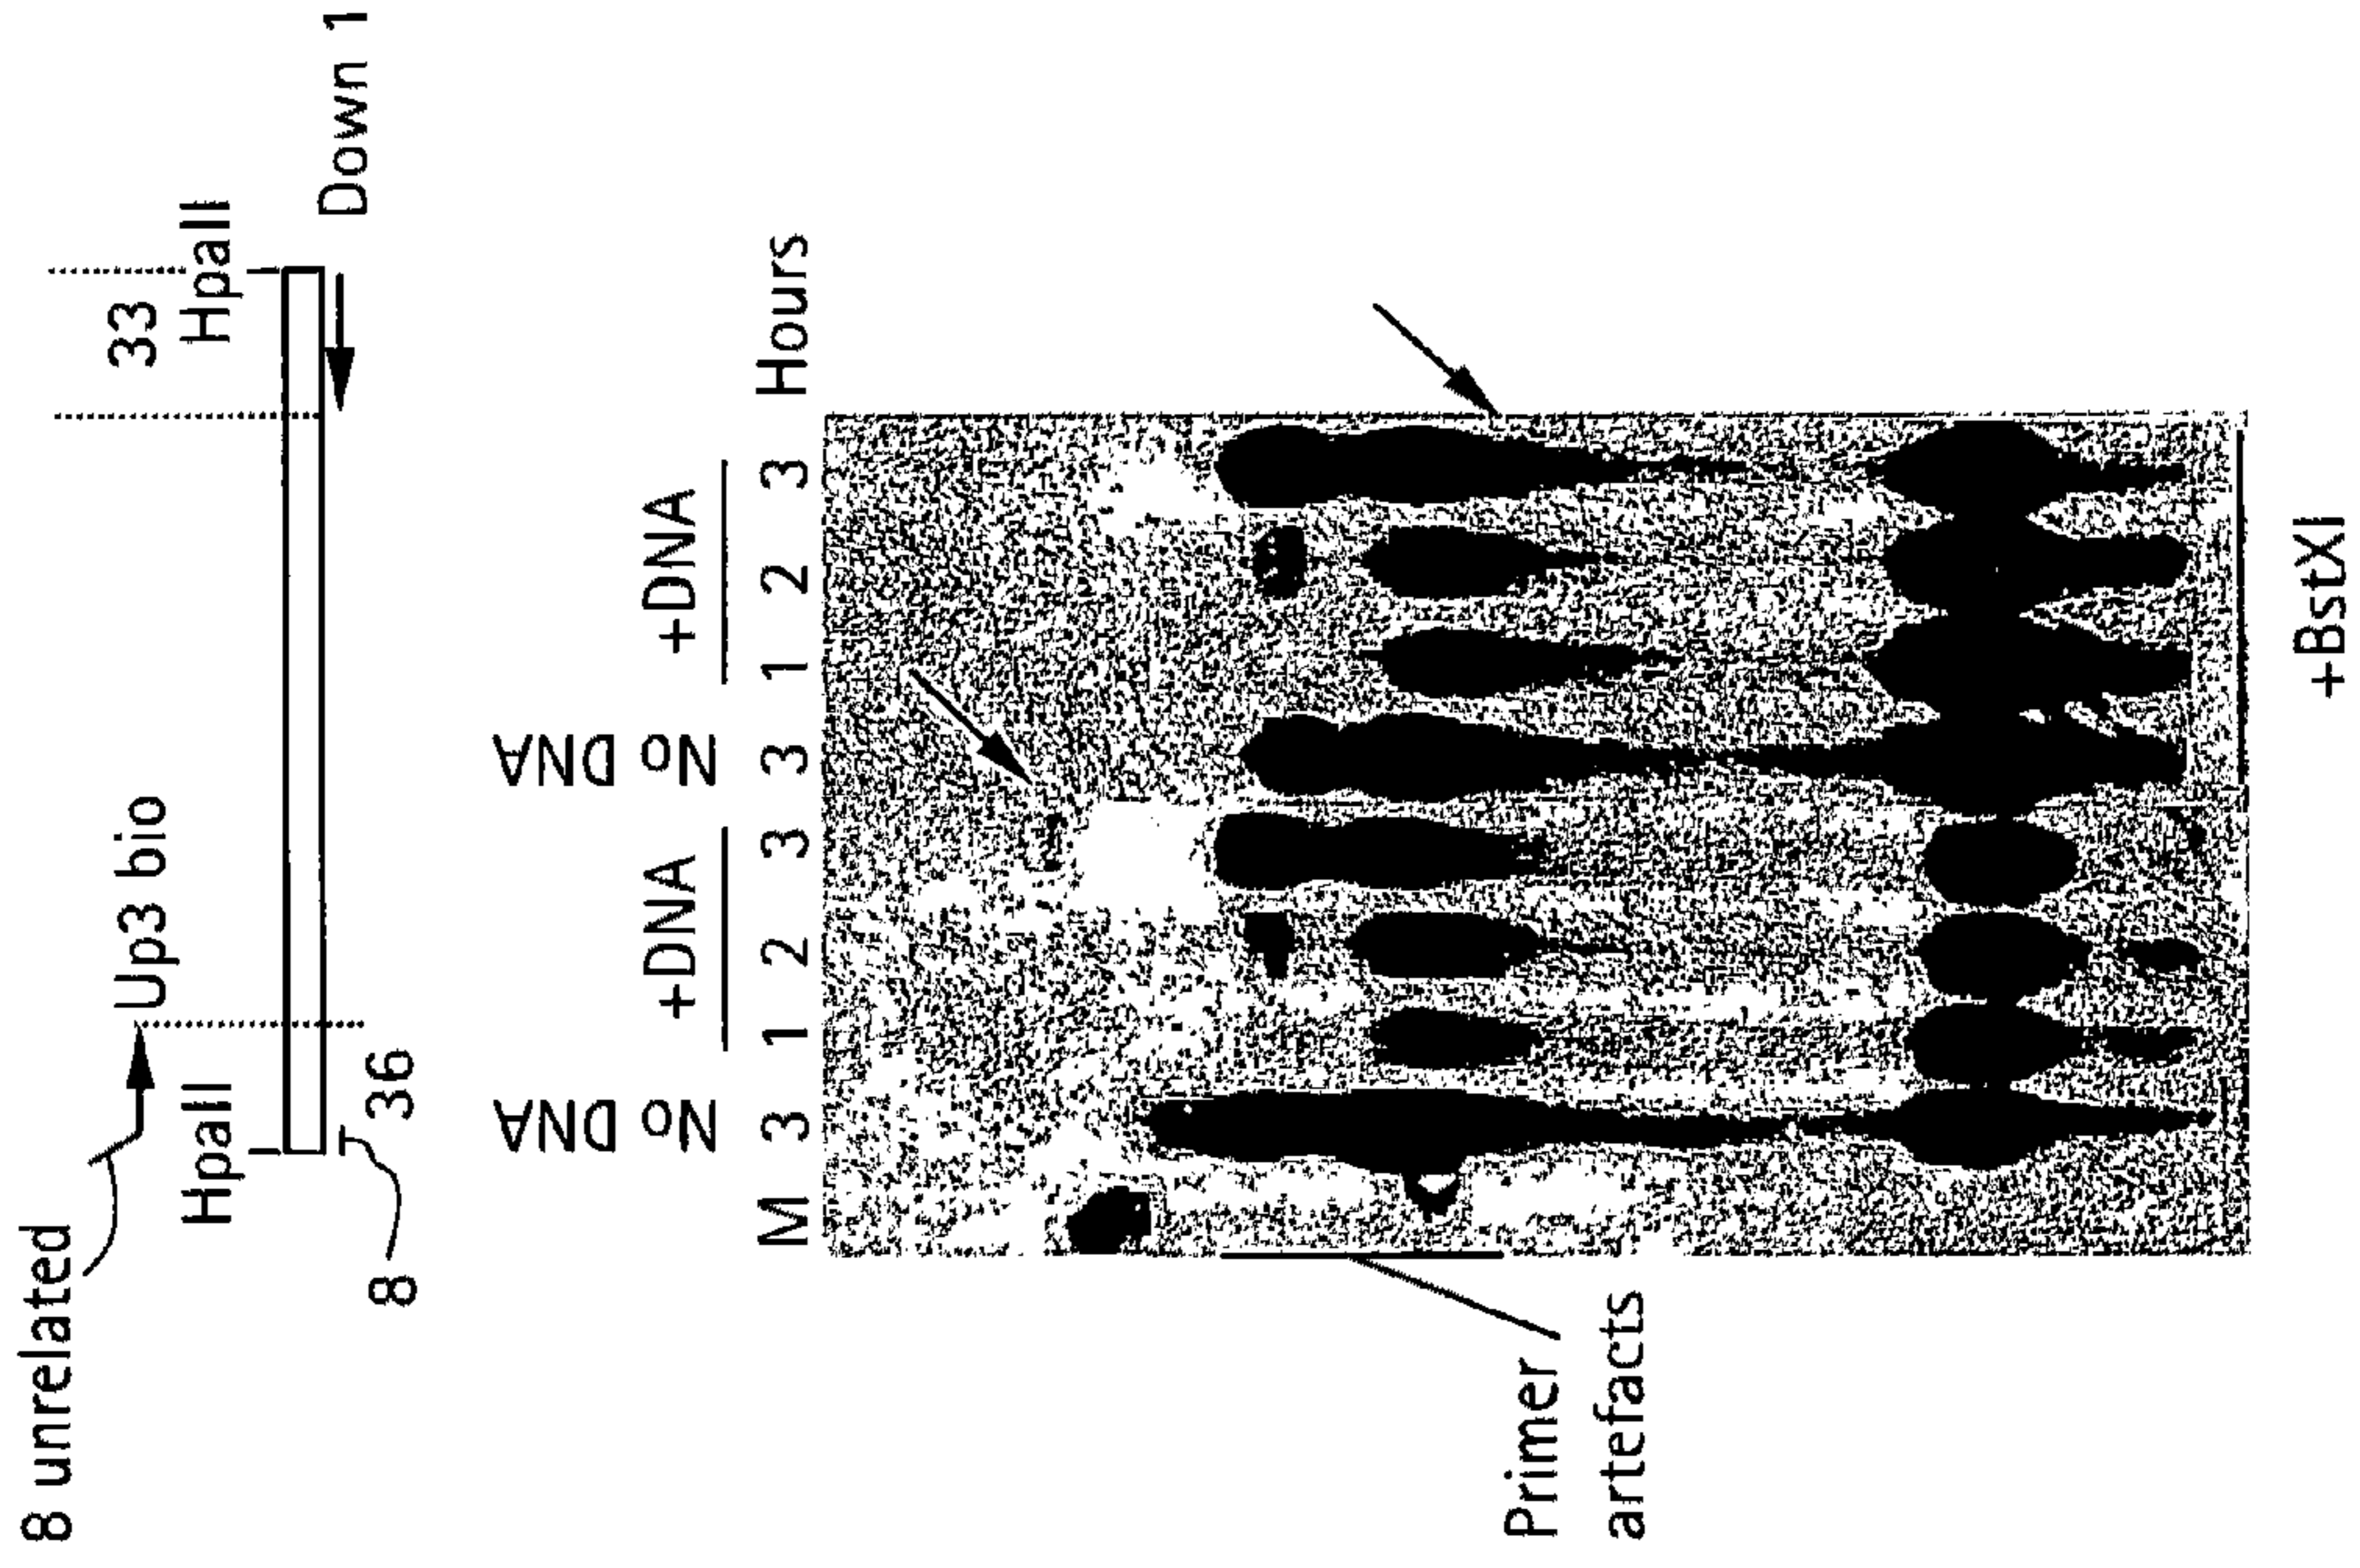 8 unrelated
Up3 bio 33
HpaII HpaII
Down 1
8 36
No DNA +DNA No DNA +DNA
M 3 1 2 3 3 1 2 3 Hours
Primer
artefacts
+BstXI